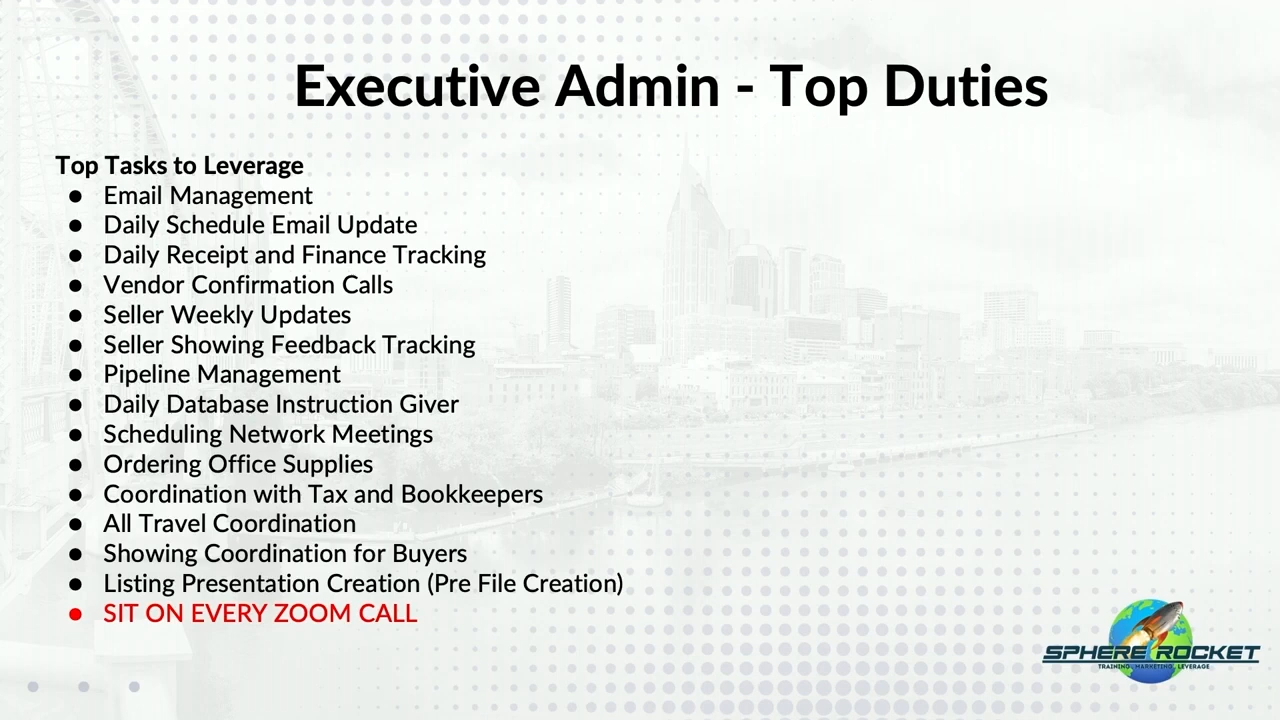 Executive Admin - Top Duties
Top Tasks to Leverage
● Email Management
● Daily Schedule Email Update
● Daily Receipt and Finance Tracking
● Vendor Confirmation Calls
● Seller Weekly Updates
● Seller Showing Feedback Tracking
● Pipeline Management
● Daily Database Instruction Giver
● Scheduling Network Meetings
● Ordering Office Supplies
● Coordination with Tax and Bookkeepers
● All Travel Coordination
● Showing Coordination for Buyers
● Listing Presentation Creation (Pre File Creation)
● SIT ON EVERY ZOOM CALL
SPHERE ROCKET
TRAINING. MARKETING. LEVERAGE